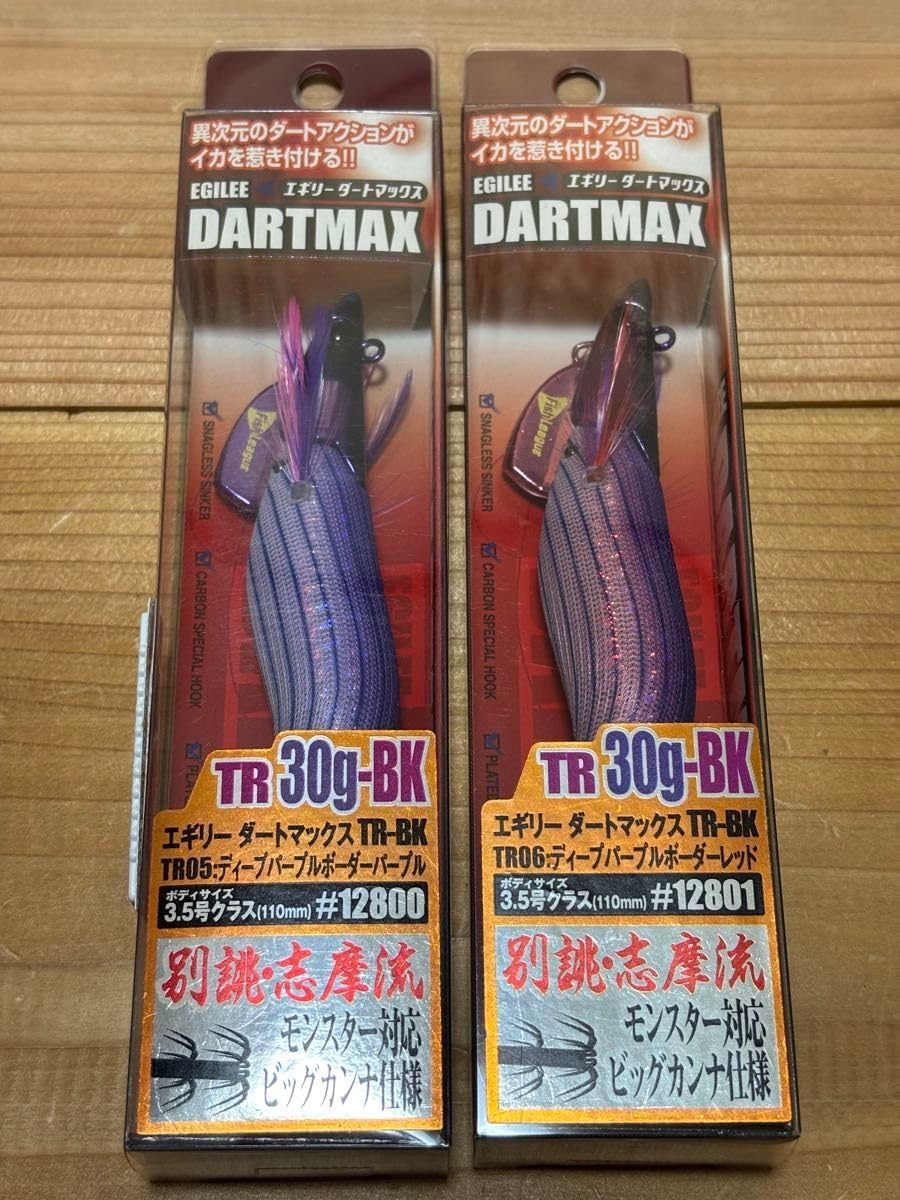 異次元のダートアクションが
イカを惹き付ける!!
EGILEE エギリー ダートマックス
DARTMAX
Fish League
SNAGLESS SINKER
CARBON SPECIAL HOOK
TR 30g-BK
エギリー ダートマックス TR-BK
TR05:ディープパープルボーダーパープル
ボディサイズ
3.5号クラス(110mm) #12800
別誂・志摩流
モンスター対応
ビッグカンナ仕様
異次元のダートアクションが
イカを惹き付ける!!
EGILEE エギリー ダートマックス
DARTMAX
Fish League
SNAGLESS SINKER
CARBON SPECIAL HOOK
TR 30g-BK
エギリー ダートマックス TR-BK
TR06:ディープパープルボーダーレッド
ボディサイズ
3.5号クラス(110mm) #12801
別誂・志摩流
モンスター対応
ビッグカンナ仕様